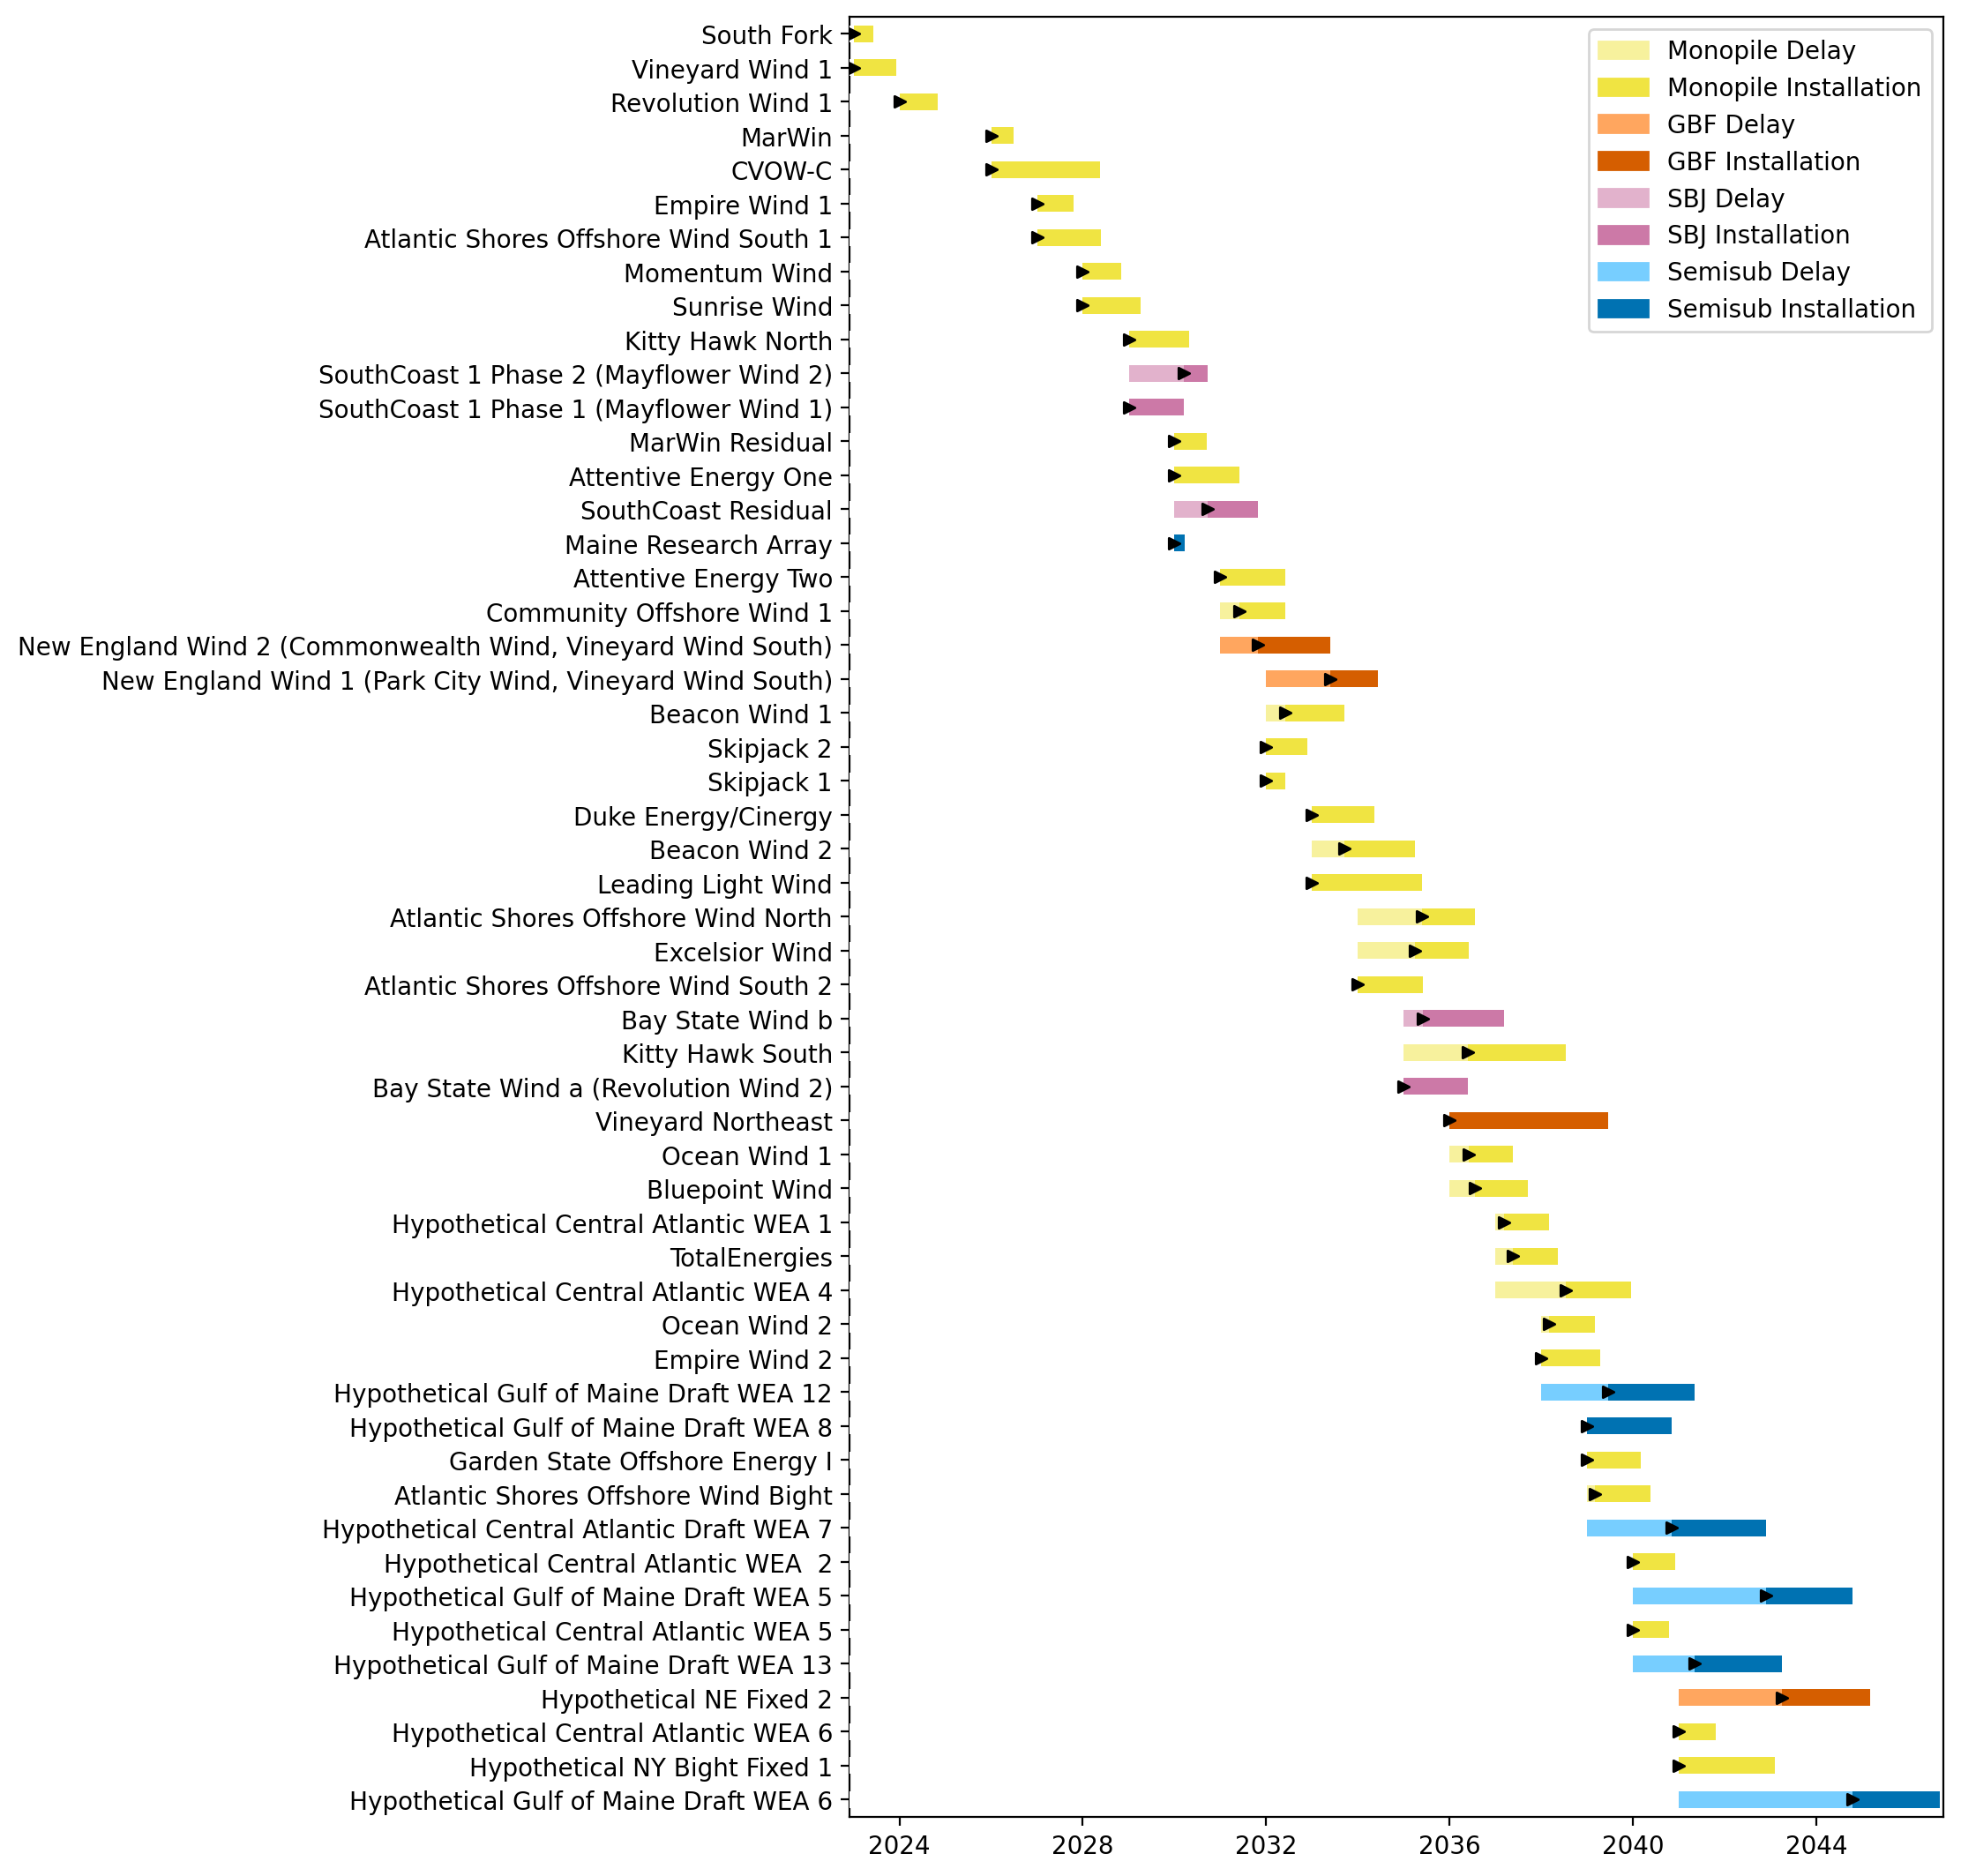 South Fork
Vineyard Wind 1
Revolution Wind 1
MarWin
CVOW-C
Empire Wind 1
Atlantic Shores Offshore Wind South 1
Momentum Wind
Sunrise Wind
Kitty Hawk North
SouthCoast 1 Phase 2 (Mayflower Wind 2)
SouthCoast 1 Phase 1 (Mayflower Wind 1)
MarWin Residual
Attentive Energy One
SouthCoast Residual
Maine Research Array
Attentive Energy Two
Community Offshore Wind 1
New England Wind 2 (Commonwealth Wind, Vineyard Wind South)
New England Wind 1 (Park City Wind, Vineyard Wind South)
Beacon Wind 1
Skipjack 2
Skipjack 1
Duke Energy/Cinergy
Beacon Wind 2
Leading Light Wind
Atlantic Shores Offshore Wind North
Excelsior Wind
Atlantic Shores Offshore Wind South 2
Bay State Wind b
Kitty Hawk South
Bay State Wind a (Revolution Wind 2)
Vineyard Northeast
Ocean Wind 1
Bluepoint Wind
Hypothetical Central Atlantic WEA 1
TotalEnergies
Hypothetical Central Atlantic WEA 4
Ocean Wind 2
Empire Wind 2
Hypothetical Gulf of Maine Draft WEA 12
Hypothetical Gulf of Maine Draft WEA 8
Garden State Offshore Energy I
Atlantic Shores Offshore Wind Bight
Hypothetical Central Atlantic Draft WEA 7
Hypothetical Central Atlantic WEA  2
Hypothetical Gulf of Maine Draft WEA 5
Hypothetical Central Atlantic WEA 5
Hypothetical Gulf of Maine Draft WEA 13
Hypothetical NE Fixed 2
Hypothetical Central Atlantic WEA 6
Hypothetical NY Bight Fixed 1
Hypothetical Gulf of Maine Draft WEA 6
Monopile Delay
Monopile Installation
GBF Delay
GBF Installation
SBJ Delay
SBJ Installation
Semisub Delay
Semisub Installation
2024 2028 2032 2036 2040 2044